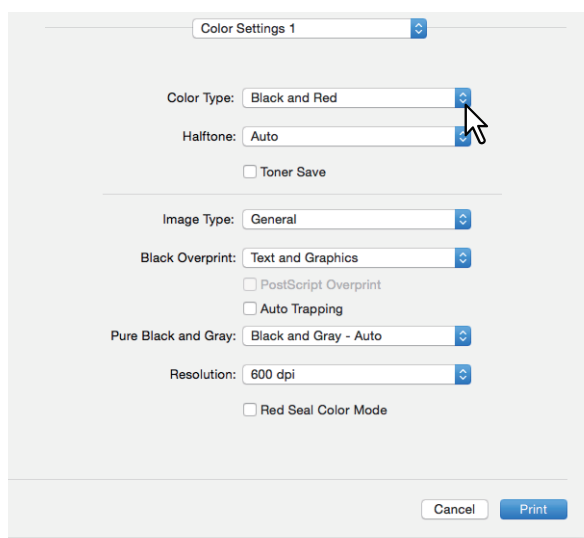 Color Settings 1
Color Type: Black and Red
Halftone: Auto
Toner Save
Image Type: General
Black Overprint: Text and Graphics
PostScript Overprint
Auto Trapping
Pure Black and Gray: Black and Gray - Auto
Resolution: 600 dpi
Red Seal Color Mode
Cancel Print